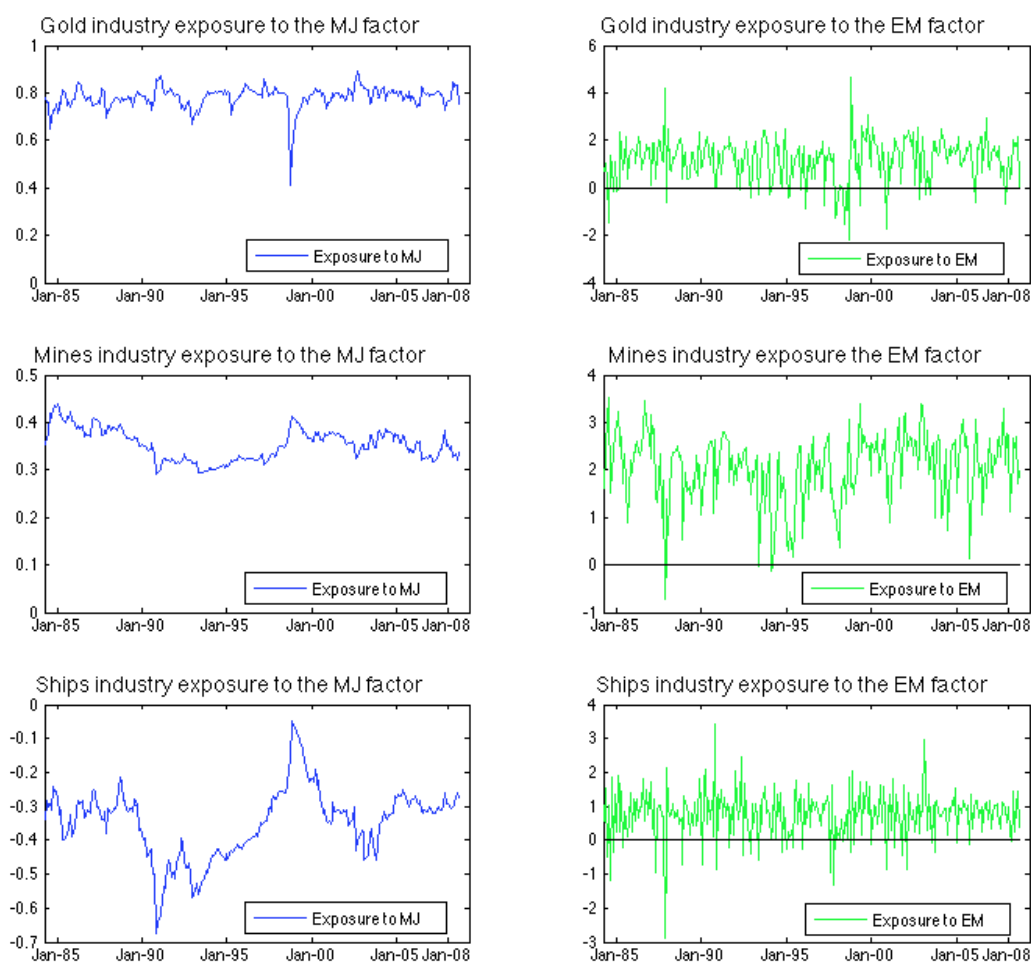 Gold industry exposure to the MJ factor
1
0.8
0.6
0.4
0.2
0
Exposure to MJ
Jan-85 Jan-90 Jan-95 Jan-00 Jan-05 Jan-08
Gold industry exposure to the EM factor
6
4
2
0
-2
-4
Exposure to EM
Jan-85 Jan-90 Jan-95 Jan-00 Jan-05 Jan-08
Mines industry exposure to the MJ factor
0.5
0.4
0.3
0.2
0.1
0
Exposure to MJ
Jan-85 Jan-90 Jan-95 Jan-00 Jan-05 Jan-08
Mines industry exposure the EM factor
4
3
2
1
0
-1
Exposure to EM
Jan-85 Jan-90 Jan-95 Jan-00 Jan-05 Jan-08
Ships industry exposure to the MJ factor
0
-0.1
-0.2
-0.3
-0.4
-0.5
-0.6
-0.7
Exposure to MJ
Jan-85 Jan-90 Jan-95 Jan-00 Jan-05 Jan-08
Ships industry exposure to the EM factor
4
3
2
1
0
-1
-2
-3
Exposure to EM
Jan-85 Jan-90 Jan-95 Jan-00 Jan-05 Jan-08